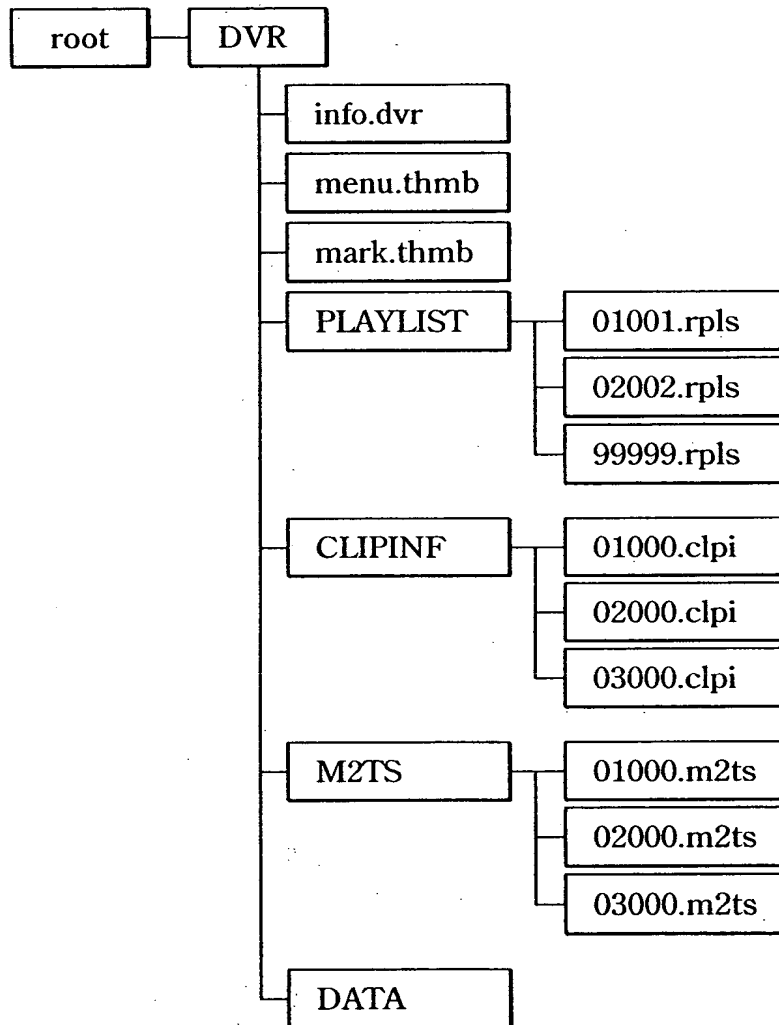 root
DVR
info.dvr
menu.thmb
mark.thmb
PLAYLIST
01001.rpls
02002.rpls
99999.rpls
CLIPINF
01000.clpi
02000.clpi
03000.clpi
M2TS
01000.m2ts
02000.m2ts
03000.m2ts
DATA